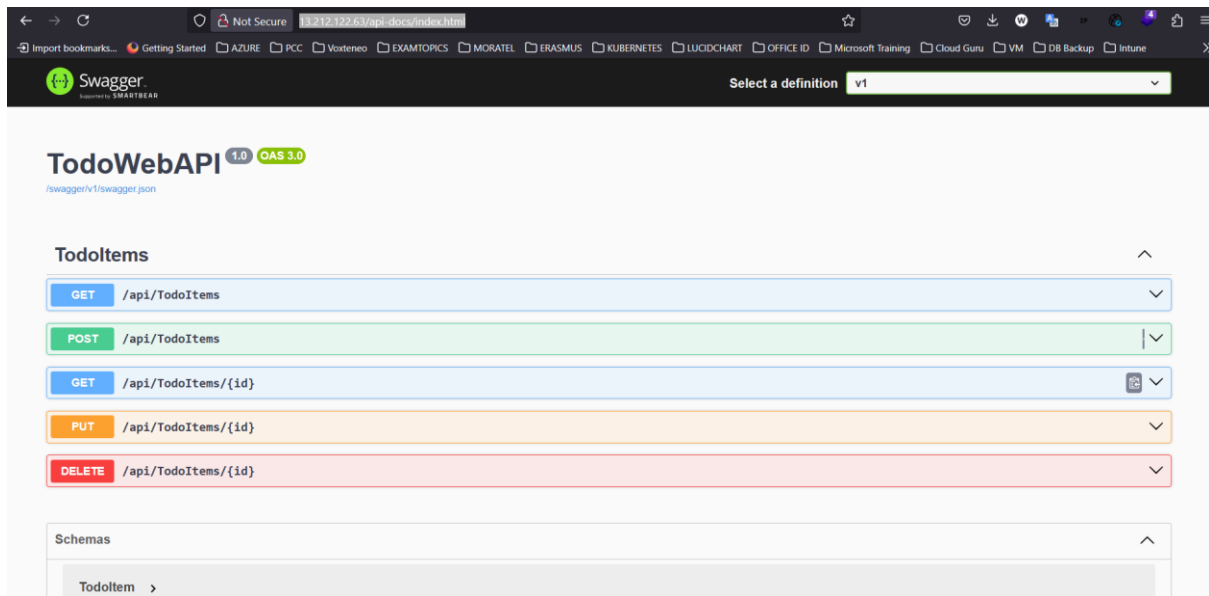 Not Secure 13.212.122.63/api-docs/index.html
Import bookmarks... Getting Started AZURE PCC Voxteneo EXAMTOPICS MORATEL ERASMUS KUBERNETES LUCIDCHART OFFICE ID Microsoft Training Cloud Guru VM DB Backup Intune
Swagger.
Supported by SMARTBEAR
Select a definition v1
TodoWebAPI 1.0 OAS 3.0
/swagger/v1/swagger.json
TodoItems
GET /api/TodoItems
POST /api/TodoItems
GET /api/TodoItems/{id}
PUT /api/TodoItems/{id}
DELETE /api/TodoItems/{id}
Schemas
TodoItem